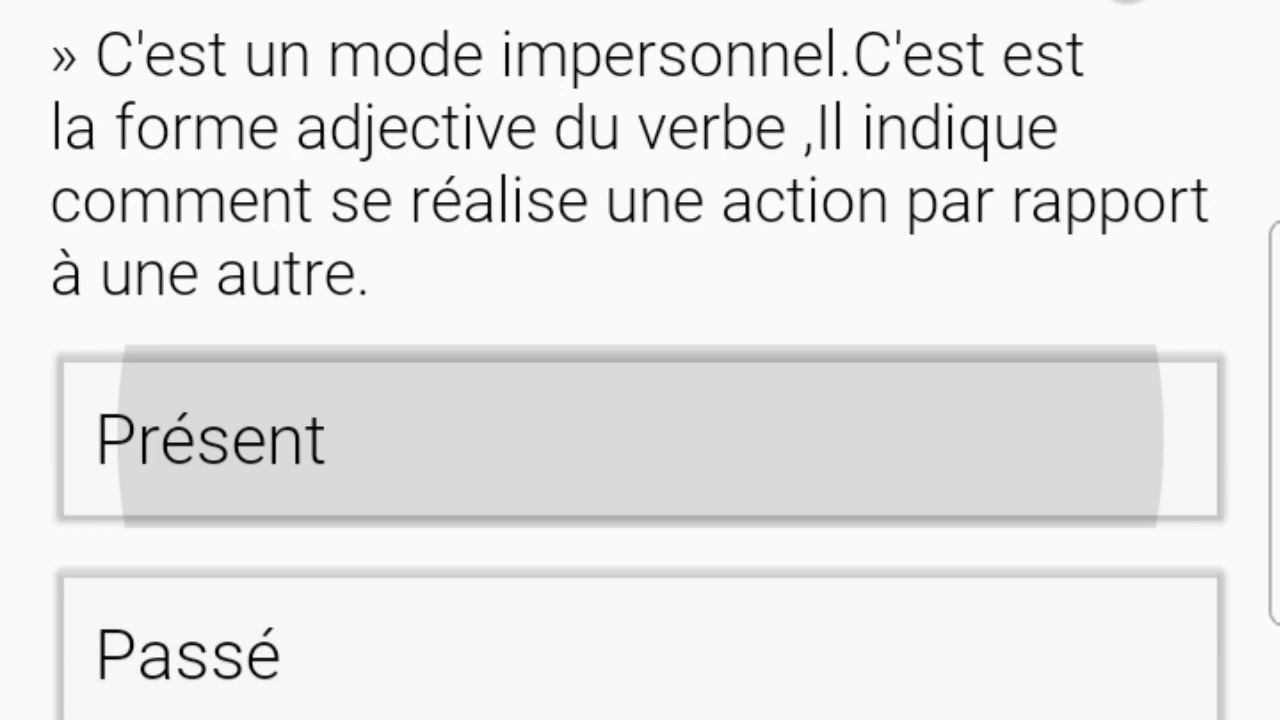 » C'est un mode impersonnel.C'est est
la forme adjective du verbe ,Il indique
comment se réalise une action par rapport
à une autre.
Présent
Passé